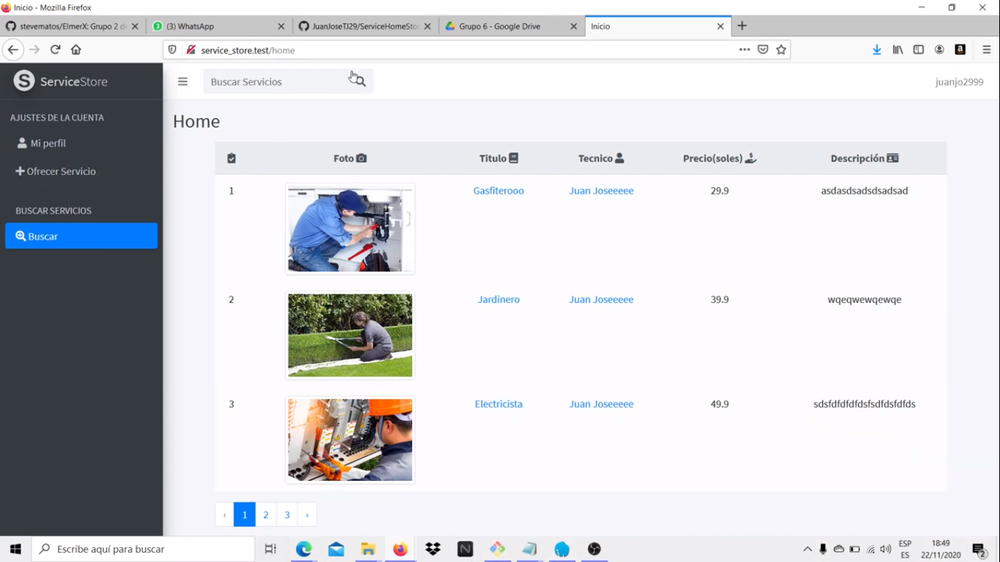 Inicio - Mozilla Firefox
stevematos/ElmerX: Grupo 2 de
(3) WhatsApp
JuanJoseTJ29/ServiceHomeStor
Grupo 6 - Google Drive
Inicio
service_store.test/home
ServiceStore
Buscar Servicios
juanjo2999
AJUSTES DE LA CUENTA
Mi perfil
Ofrecer Servicio
BUSCAR SERVICIOS
Buscar
Home
Foto Titulo Tecnico Precio(soles) Descripción
1 Gasfiterooo Juan Joseeeee 29.9 asdasdsadsdsadsad
2 Jardinero Juan Joseeeee 39.9 wqeqwewqewqe
3 Electricista Juan Joseeeee 49.9 sdsfdfdfdfdsfsdfdsfdfds
‹ 1 2 3 ›
Escribe aquí para buscar
ESP
ES
18:49
22/11/2020
2